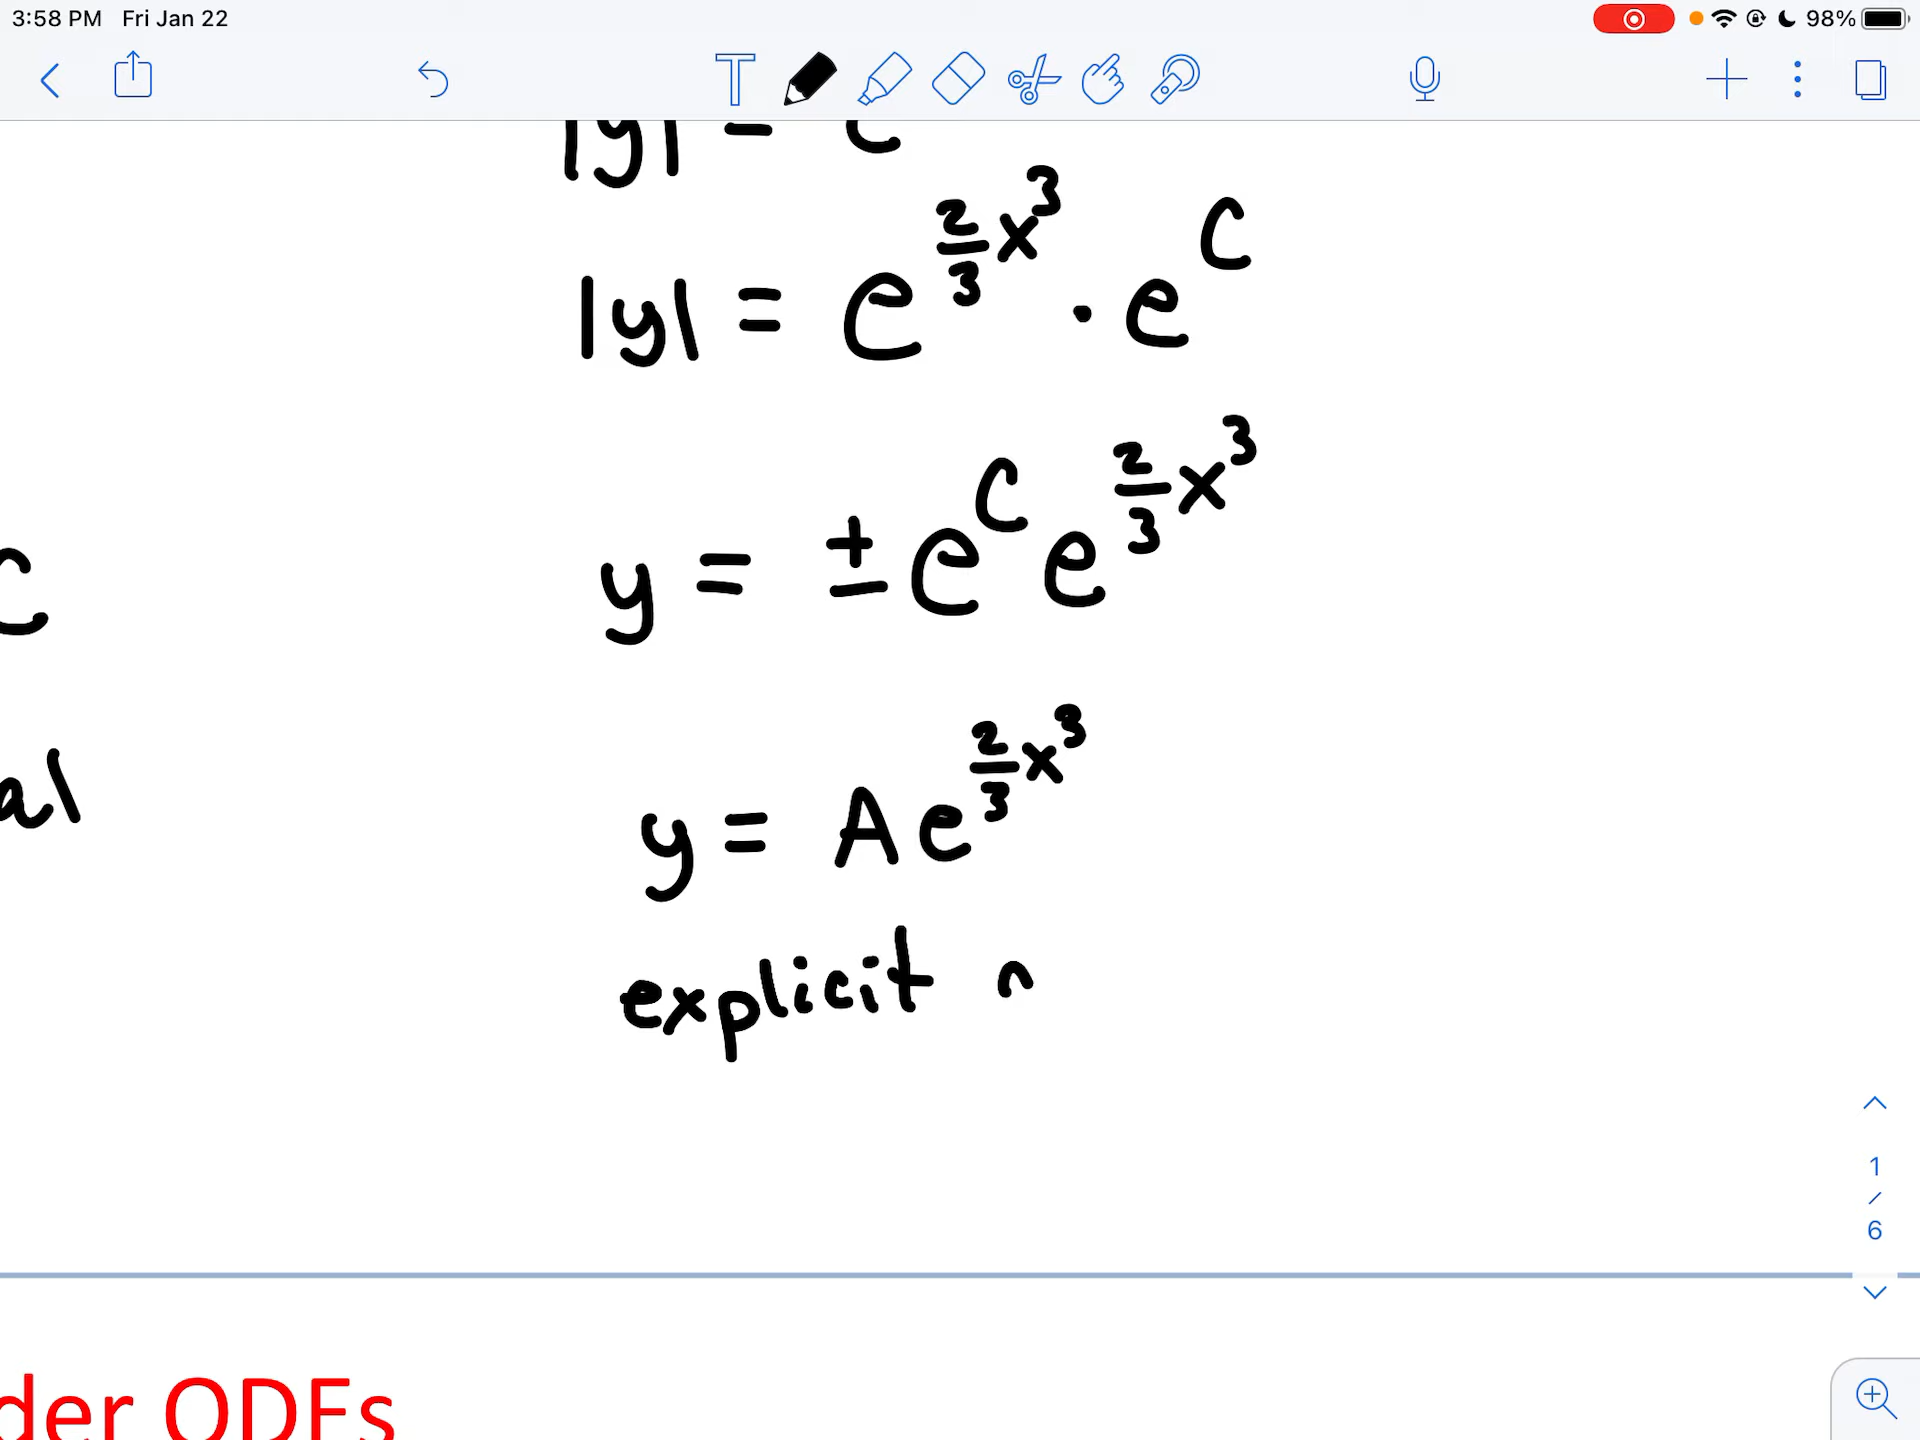 3:58 PM Fri Jan 22 98%
|y| = e
|y| = e^{2/3 x^3} · e^C
y = ± e^C e^{2/3 x^3}
C
y = A e^{2/3 x^3}
al
explicit
1
/
6
der ODEs